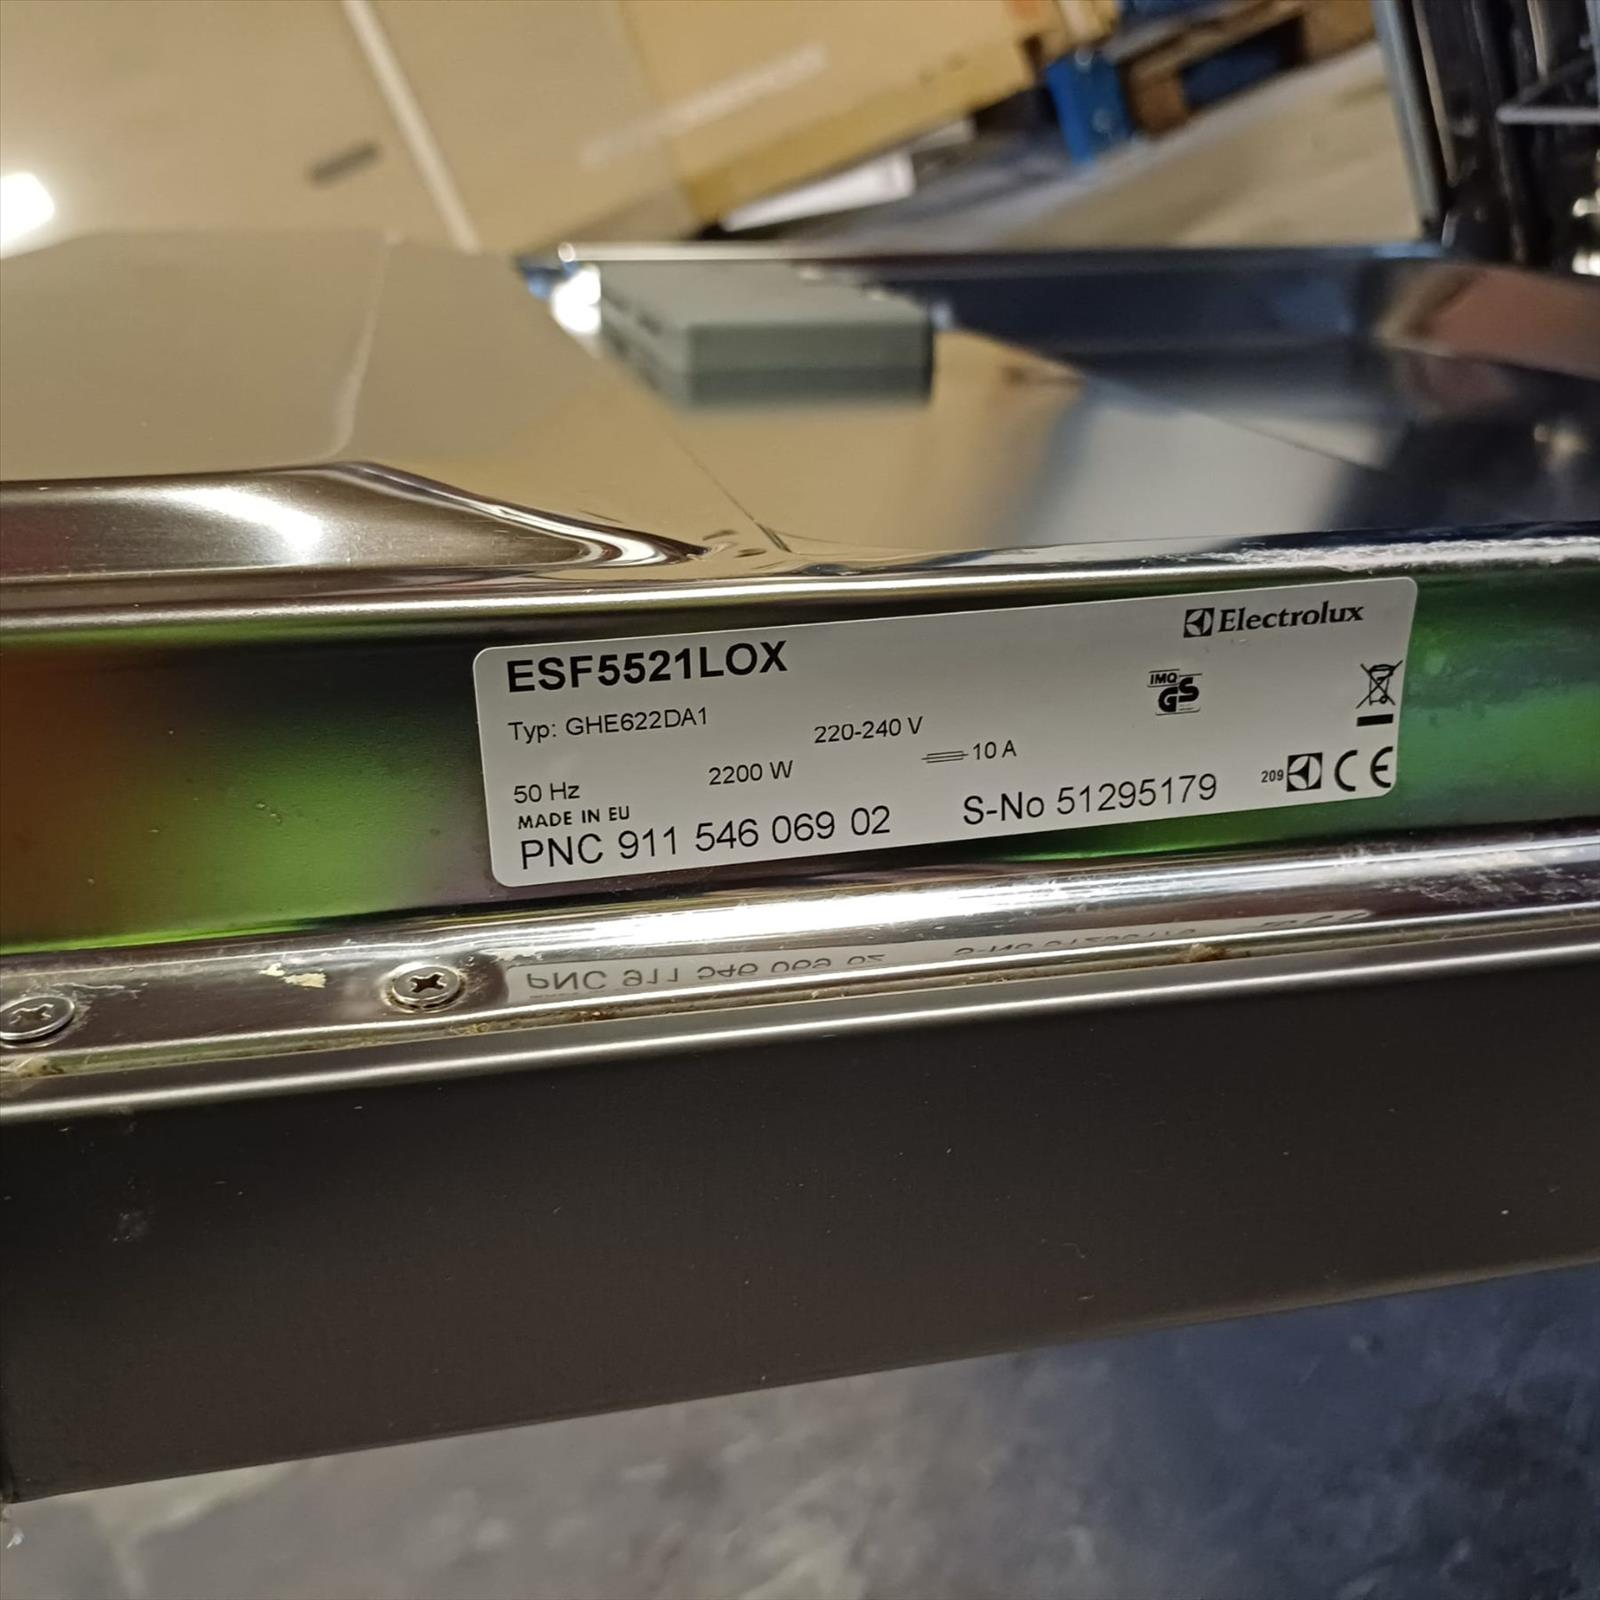 Electrolux
ESF5521LOX
IMQ
GS
Typ: GHE622DA1
220-240 V
10 A
50 Hz
2200 W
MADE IN EU
209
CE
PNC 911 546 069 02
S-No 51295179